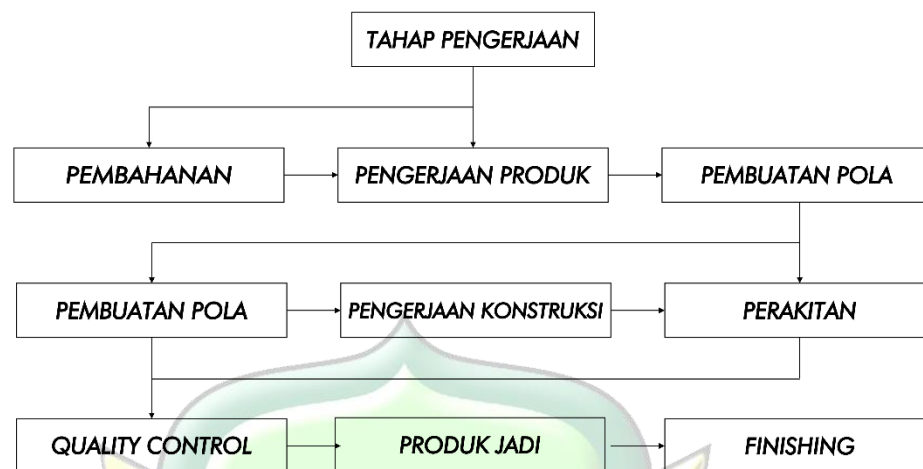 TAHAP PENGERJAAN
PEMBAHANAN
PENGERJAAN PRODUK
PEMBUATAN POLA
PEMBUATAN POLA
PENGERJAAN KONSTRUKSI
PERAKITAN
QUALITY CONTROL
PRODUK JADI
FINISHING